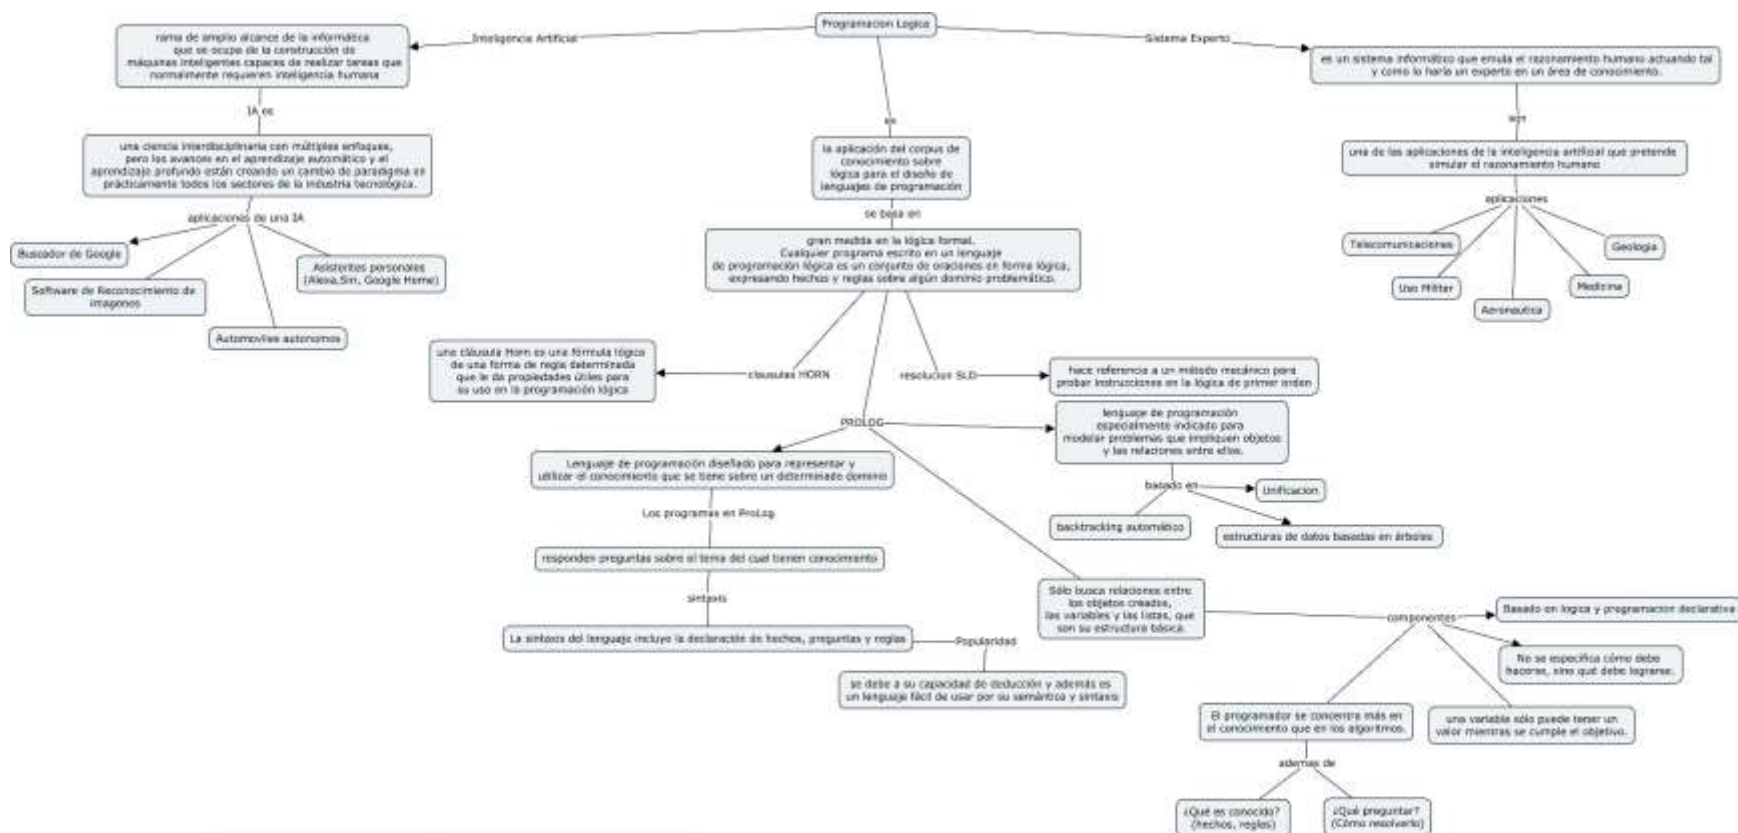 Programacion Logica
Inteligencia Artificial
Sistema Experto
rama de amplio alcance de la informática
que se ocupa de la construcción de
máquinas inteligentes capaces de realizar tareas que
normalmente requieren inteligencia humana
es un sistema informático que emula el razonamiento humano actuando tal
y como lo haría un experto en un área de conocimiento.
IA es
es
son
una ciencia interdisciplinaria con múltiples enfoques,
pero los avances en el aprendizaje automático y el
aprendizaje profundo están creando un cambio de paradigma en
prácticamente todos los sectores de la industria tecnológica.
la aplicación del corpus de
conocimiento sobre
lógica para el diseño de
lenguajes de programación
una de las aplicaciones de la inteligencia artificial que pretende
simular el razonamiento humano
aplicaciones de una IA
se basa en
aplicaciones
Buscador de Google
Software de Reconocimiento de
imagenes
Automoviles autonomos
Asistentes personales
(Alexa,Siri, Google Home)
gran medida en la lógica formal.
Cualquier programa escrito en un lenguaje
de programación lógica es un conjunto de oraciones en forma lógica,
expresando hechos y reglas sobre algún dominio problemático.
Telecomunicaciones
Uso Militar
Aeronautica
Medicina
Geologia
una cláusula Horn es una fórmula lógica
de una forma de regla determinada
que le da propiedades útiles para
su uso en la programación lógica
clausulas HORN
resolucion SLD
hace referencia a un método mecánico para
probar instrucciones en la lógica de primer orden
PROLOG
lenguaje de programación
especialmente indicado para
modelar problemas que impliquen objetos
y las relaciones entre ellos.
Lenguaje de programación diseñado para representar y
utilizar el conocimiento que se tiene sobre un determinado dominio
basado en
Unificacion
backtracking automático
estructuras de datos basadas en árboles
Los programas en ProLog
responden preguntas sobre el tema del cual tienen conocimiento
sintaxis
La sintaxis del lenguaje incluye la declaración de hechos, preguntas y reglas
Popularidad
se debe a su capacidad de deducción y además es
un lenguaje fácil de usar por su semántica y sintaxis
Sólo busca relaciones entre
los objetos creados,
las variables y las listas, que
son su estructura básica.
componentes
Basado en logica y programacion declarativa
No se especifica cómo debe
hacerse, sino qué debe lograrse.
una variable sólo puede tener un
valor mientras se cumple el objetivo.
El programador se concentra más en
el conocimiento que en los algoritmos.
ademas de
¿Qué es conocido?
(hechos, reglas)
¿Qué preguntar?
(Cómo resolverlo)